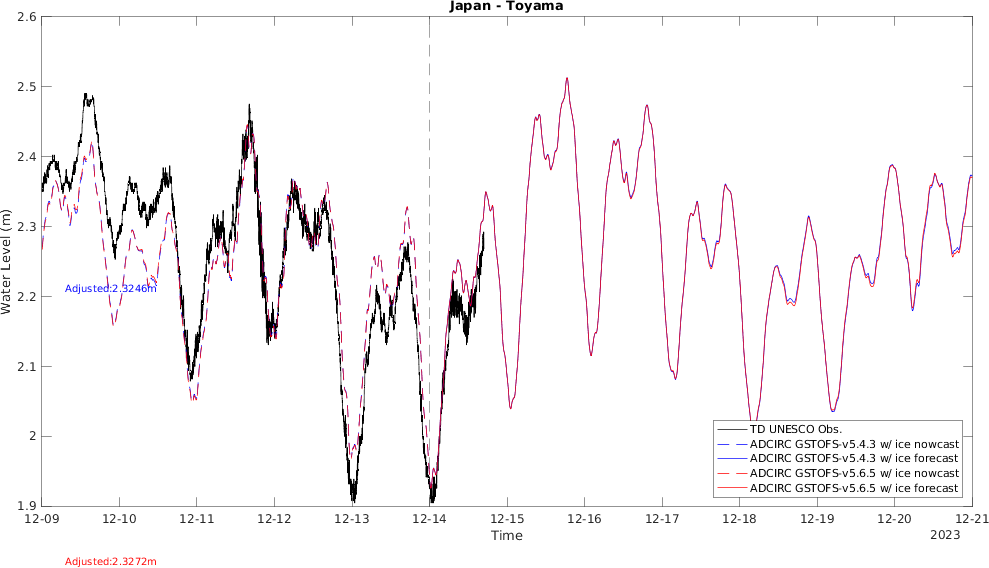 Japan - Toyama
2.6
2.5
2.4
2.3
2.2
2.1
2
1.9
Water Level (m)
Adjusted:2.3246m
TD UNESCO Obs.
ADCIRC GSTOFS-v5.4.3 w/ ice nowcast
ADCIRC GSTOFS-v5.4.3 w/ ice forecast
ADCIRC GSTOFS-v5.6.5 w/ ice nowcast
ADCIRC GSTOFS-v5.6.5 w/ ice forecast
12-09 12-10 12-11 12-12 12-13 12-14 12-15 12-16 12-17 12-18 12-19 12-20 12-21
Time
2023
Adjusted:2.3272m